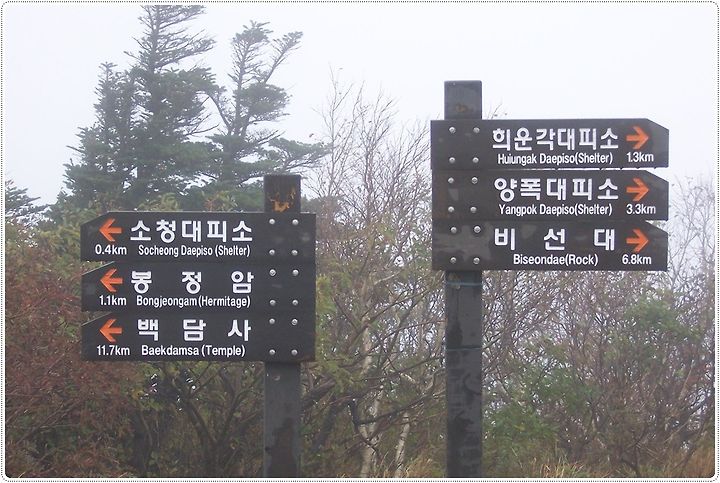 소청대피소
0.4km Socheong Daepiso (Shelter)
봉 정 암
1.1km Bongjeongam(Hermitage)
백 담 사
11.7km Baekdamsa (Temple)
희운각대피소
Huiungak Daepiso(Shelter) 1.3km
양폭대피소
Yangpok Daepiso(Shelter) 3.3km
비 선 대
Biseondae(Rock) 6.8km